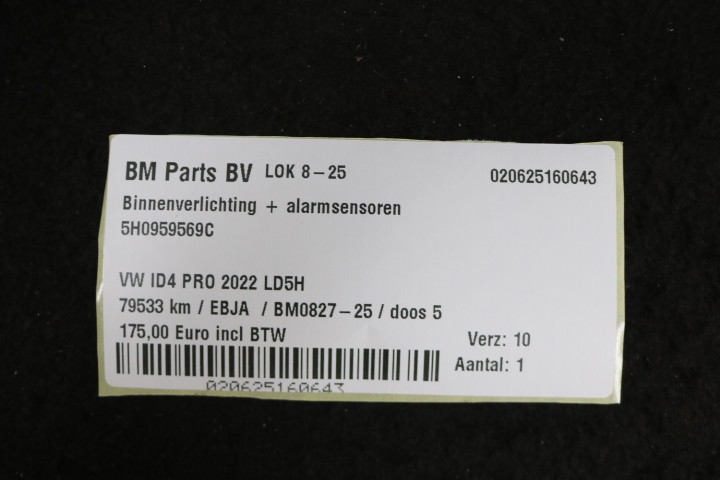 BM Parts BV LOK 8-25 020625160643
Binnenverlichting + alarmsensoren
5H0959569C
VW ID4 PRO 2022 LD5H
79533 km / EBJA / BM0827-25 / doos 5
175,00 Euro incl BTW Verz: 10
Aantal: 1
020625160643